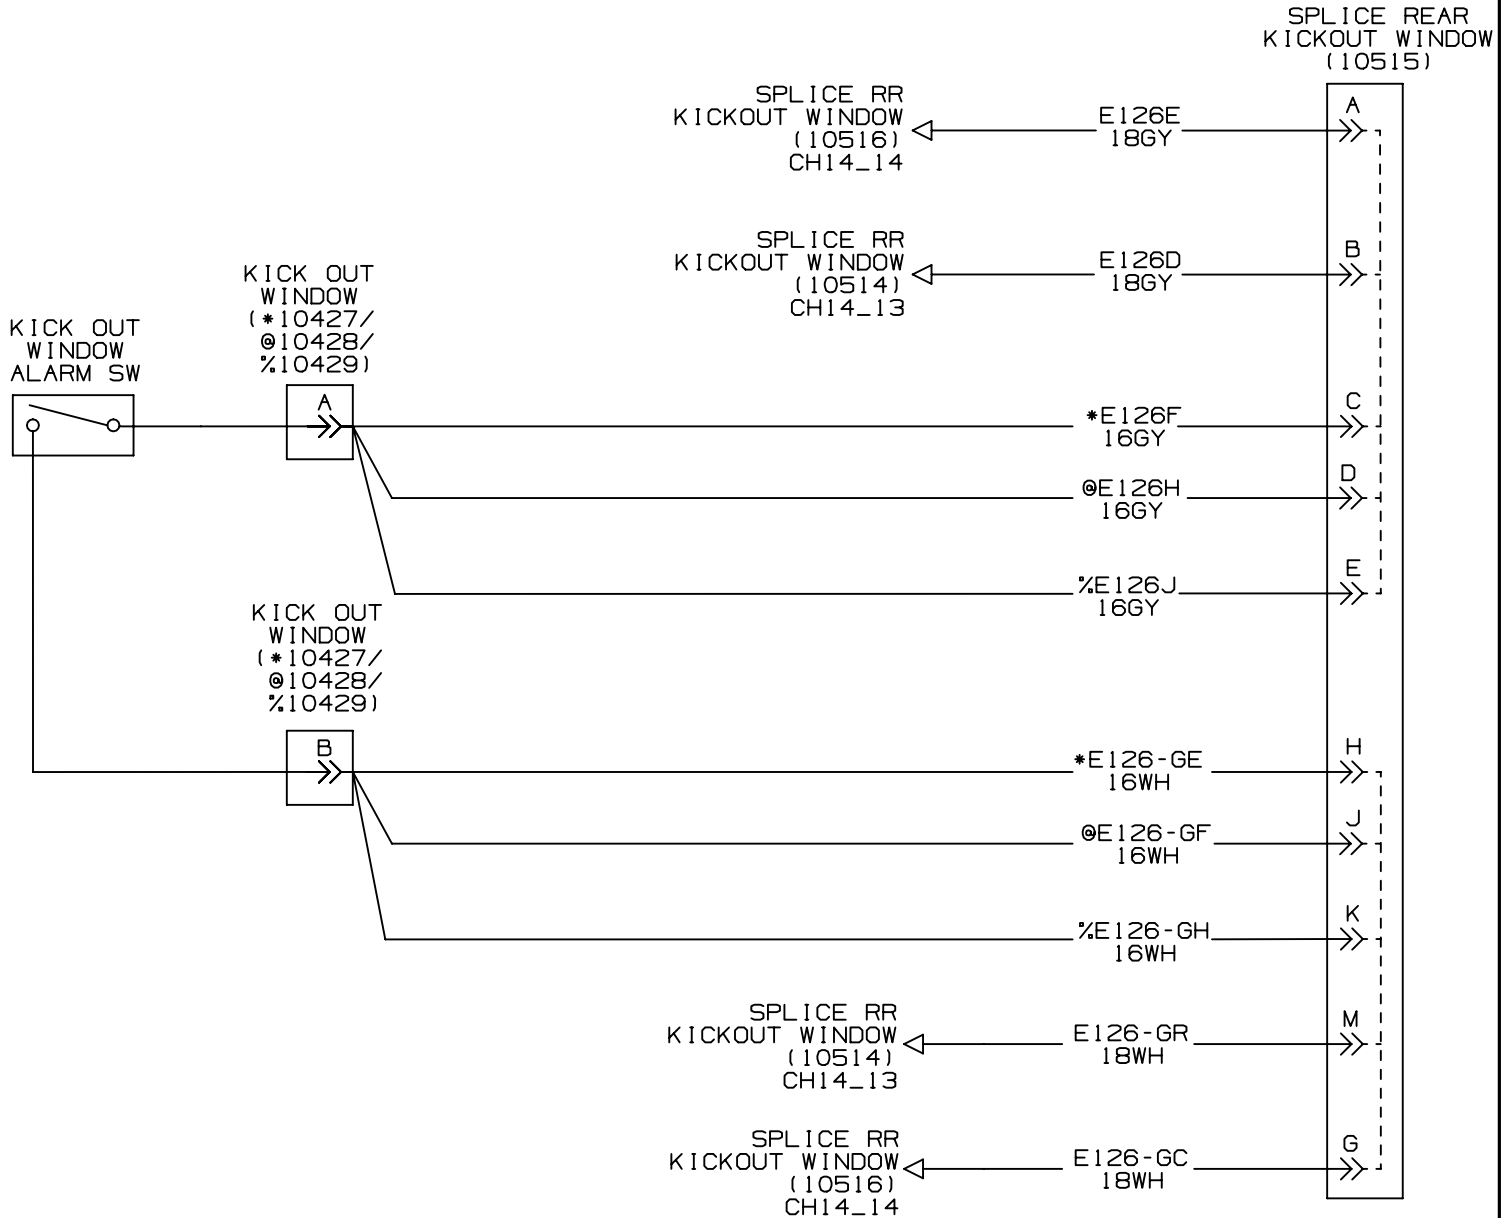 SPLICE REAR
KICKOUT WINDOW
(10515)
SPLICE RR
KICKOUT WINDOW
(10516)
CH14_14
E126E
18GY
A
SPLICE RR
KICKOUT WINDOW
(10514)
CH14_13
E126D
18GY
B
KICK OUT
WINDOW
(*10427/
@10428/
%10429)
KICK OUT
WINDOW
ALARM SW
A
*E126F
16GY
C
@E126H
16GY
D
%E126J
16GY
E
KICK OUT
WINDOW
(*10427/
@10428/
%10429)
B
*E126-GE
16WH
H
@E126-GF
16WH
J
%E126-GH
16WH
K
SPLICE RR
KICKOUT WINDOW
(10514)
CH14_13
E126-GR
18WH
M
SPLICE RR
KICKOUT WINDOW
(10516)
CH14_14
E126-GC
18WH
G